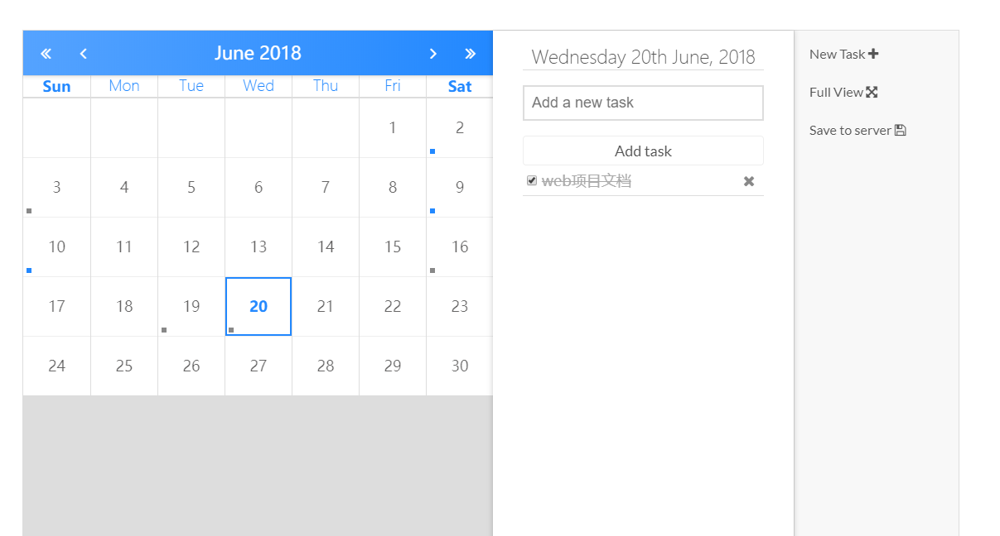 June 2018
Sun Mon Tue Wed Thu Fri Sat
1 2
3 4 5 6 7 8 9
10 11 12 13 14 15 16
17 18 19 20 21 22 23
24 25 26 27 28 29 30
Wednesday 20th June, 2018
Add a new task
Add task
web项目文档
New Task
Full View
Save to server